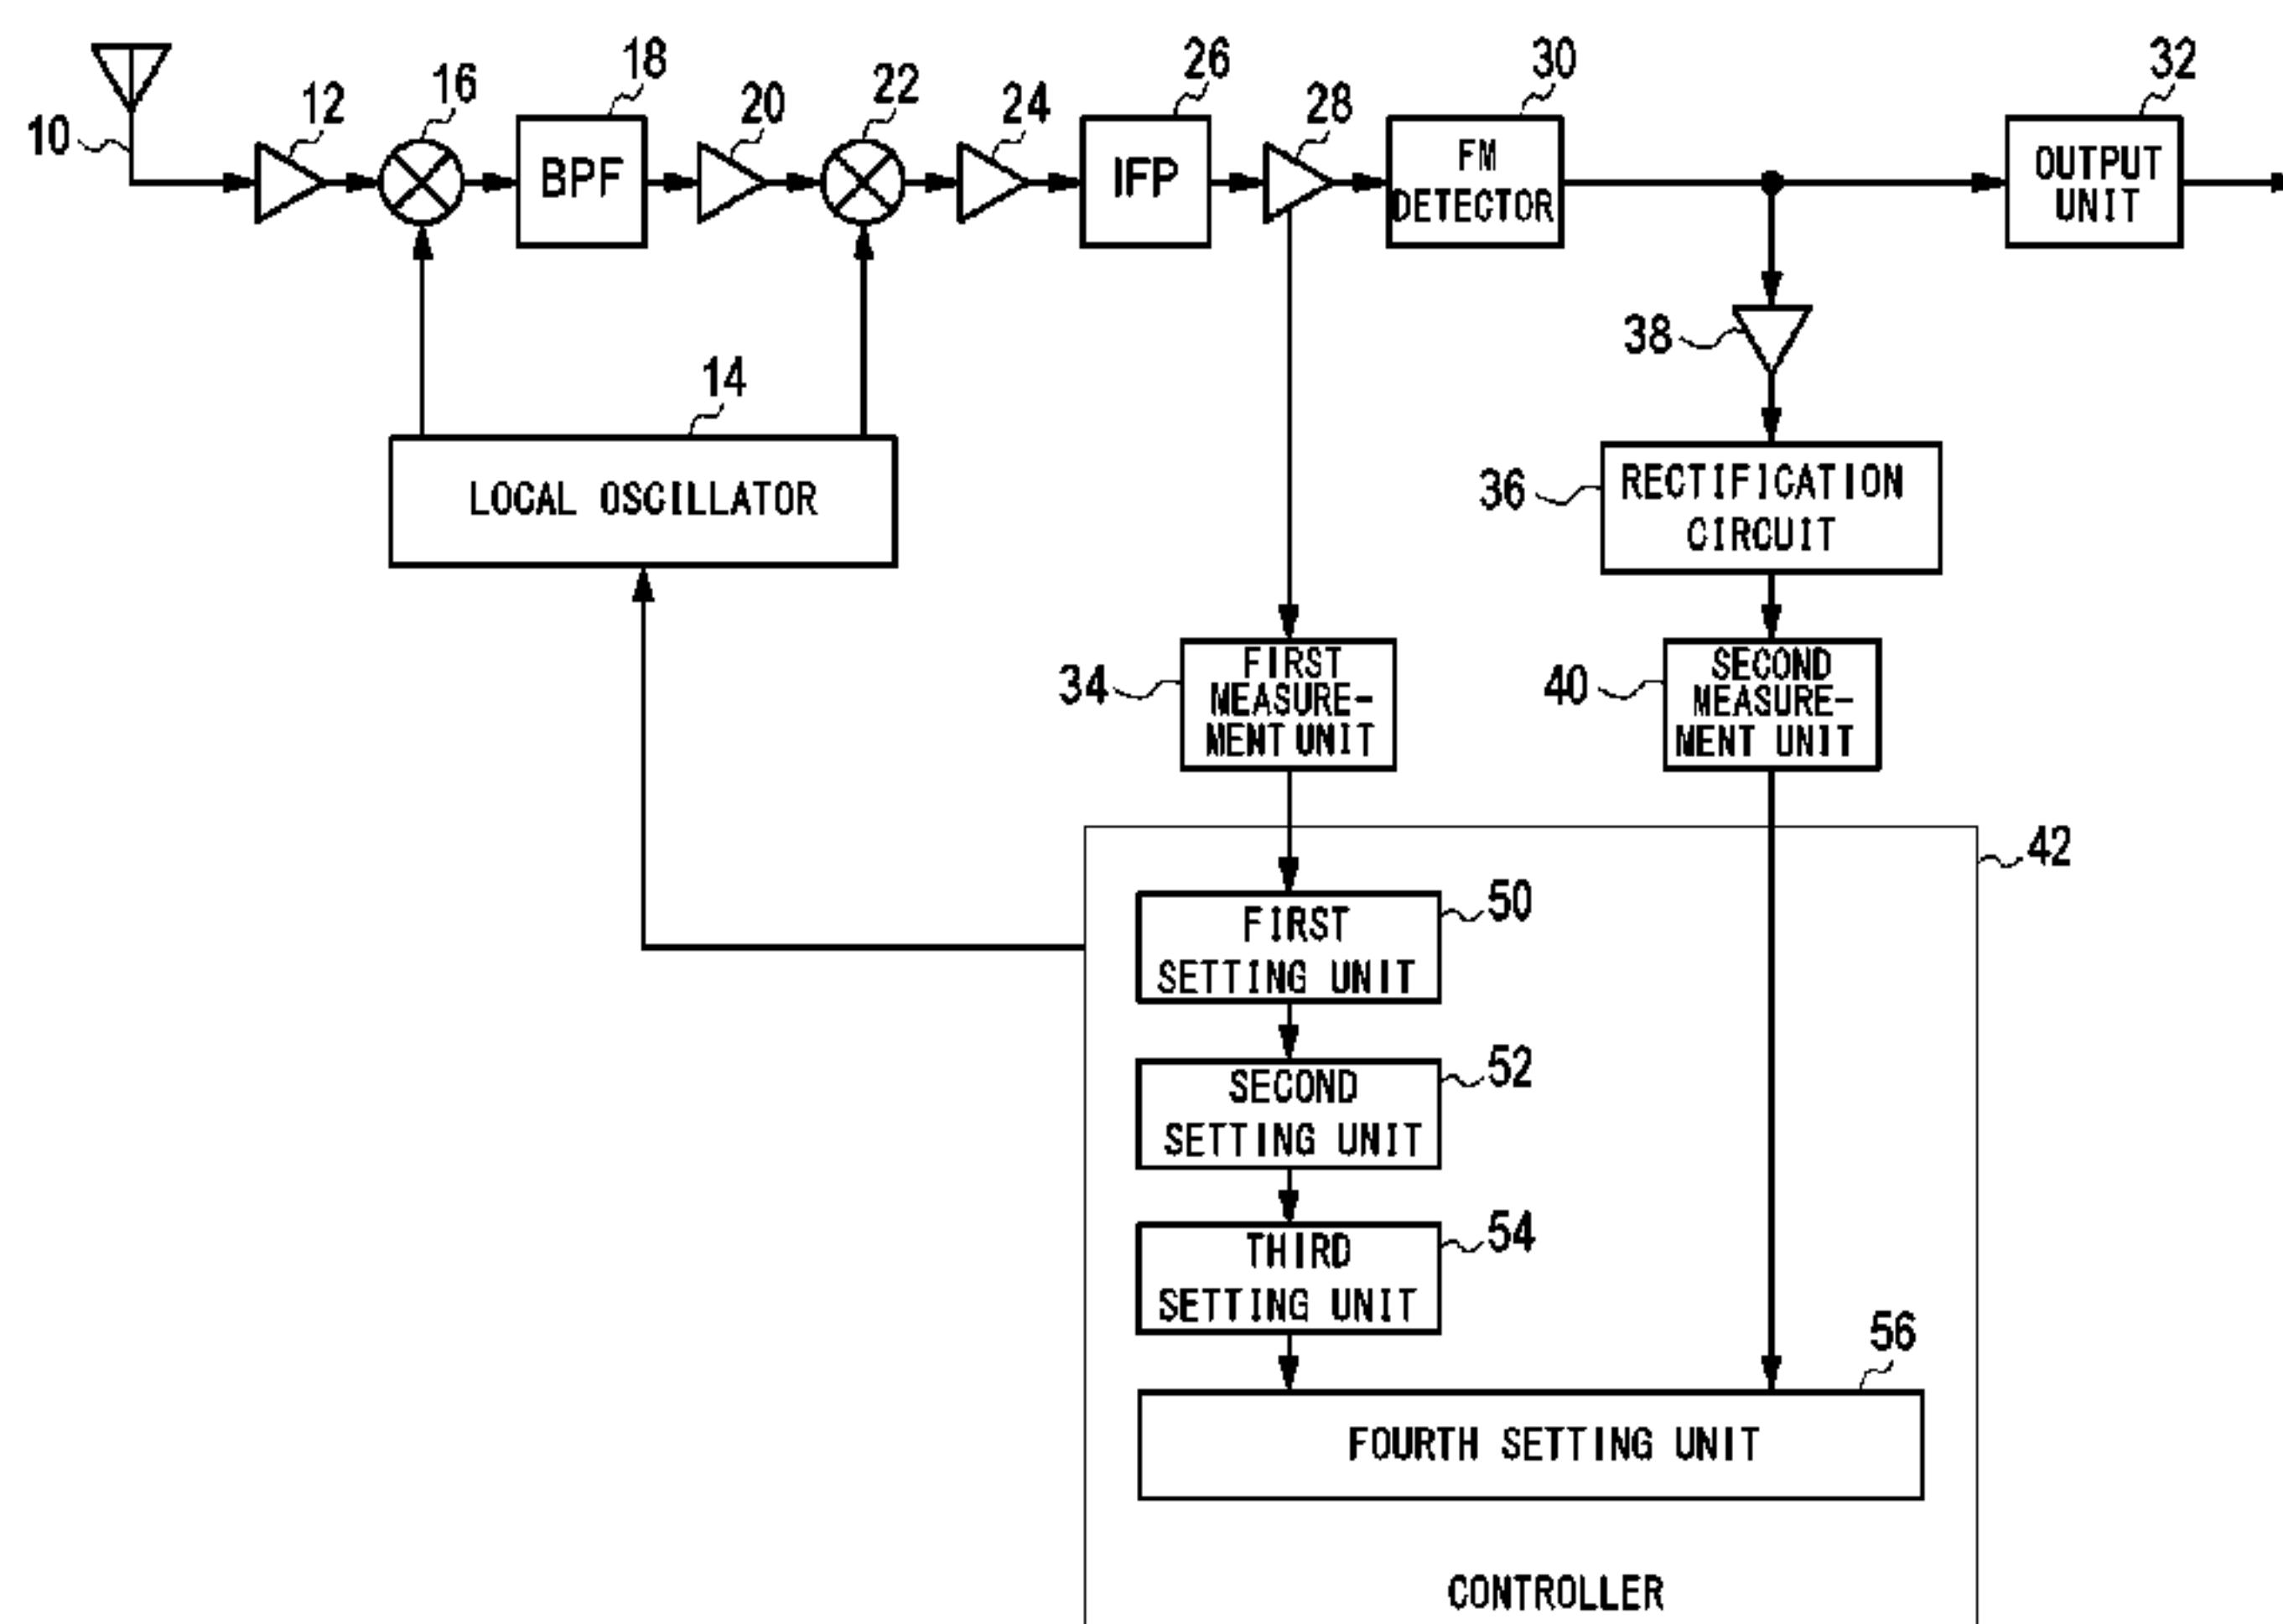 10
12
16
18
20
22
24
26
28
30
32
BPF
IFP
FM
DETECTOR
OUTPUT
UNIT
38
14
LOCAL OSCILLATOR
36
RECTIFICATION
CIRCUIT
34
FIRST
MEASURE-
MENT UNIT
40
SECOND
MEASURE-
MENT UNIT
42
50
FIRST
SETTING UNIT
52
SECOND
SETTING UNIT
54
THIRD
SETTING UNIT
56
FOURTH SETTING UNIT
CONTROLLER